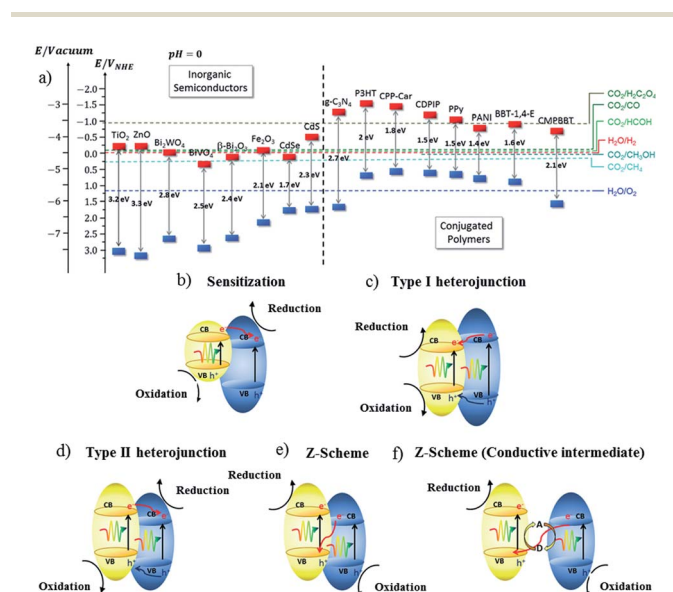 E/Vacuum
E/V_NHE
pH = 0
a)
Inorganic
Semiconductors
-3
-4
-5
-6
-7
-2.0
-1.5
-1.0
-0.5
0.0
0.5
1.0
1.5
2.0
2.5
3.0
TiO2
ZnO
Bi2WO4
BiVO4
β-Bi2O3
Fe2O3
CdSe
CdS
g-C3N4
P3HT
CPP-Car
CDPIP
PPy
PANI
BBT-1,4-E
CMPBBT
3.2 eV
3.3 eV
2.8 eV
2.5eV
2.4 eV
2.1 eV
1.7 eV
2.3 eV
2.7 eV
2 eV
1.8 eV
1.5 eV
1.5 eV
1.4 eV
1.6 eV
2.1 eV
CO2/H2C2O4
CO2/CO
CO2/HCOH
H2O/H2
CO2/CH3OH
CO2/CH4
H2O/O2
Conjugated
Polymers
b) Sensitization
Reduction
CB
e
CB
e
VB
h+
VB
h+
Oxidation
c) Type I heterojunction
Reduction
CB
e
CB
e
VB
h+
VB
h+
Oxidation
d) Type II heterojunction
Reduction
CB
e
CB
e
VB
h+
VB
h+
Oxidation
e) Z-Scheme
Reduction
CB
e
CB
e
VB
h+
VB
h+
Oxidation
f) Z-Scheme (Conductive intermediate)
Reduction
CB
e
A
D
CB
e
VB
h+
VB
h+
Oxidation